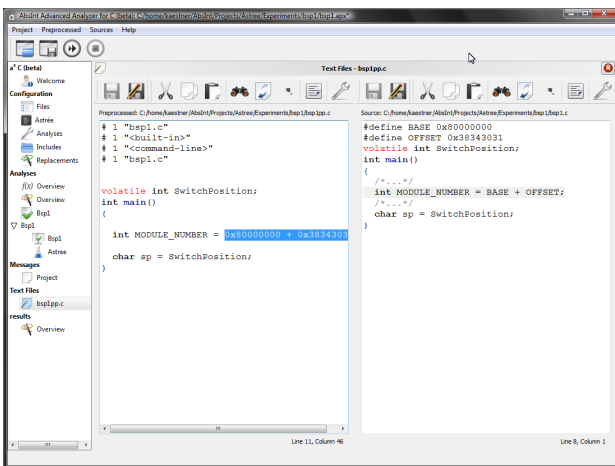 AbsInt Advanced Analyzer for C (beta): C:/home/kaestner/AbsInt/Projects/Astree/Experiments/bsp1/bsp1.apx*
Project Preprocessed Sources Help
a³ C (beta)
Welcome
Configuration
Files
Astrée
Analyses
Includes
Replacements
Analyses
f(x) Overview
Overview
Bsp1
Bsp1
Bsp1
Astree
Messages
Project
Text Files
bsp1pp.c
results
Overview
Text Files - bsp1pp.c
Preprocessed: C:/home/kaestner/AbsInt/Projects/Astree/Experiments/bsp1/bsp1pp.c
# 1 "bsp1.c"
# 1 "<built-in>"
# 1 "<command-line>"
# 1 "bsp1.c"
volatile int SwitchPosition;
int main()
{
int MODULE_NUMBER = 0x80000000 + 0x3834303
char sp = SwitchPosition;
}
Line 11, Column 46
Source: C:/home/kaestner/AbsInt/Projects/Astree/Experiments/bsp1/bsp1.c
#define BASE 0x80000000
#define OFFSET 0x38343031
volatile int SwitchPosition;
int main()
{
/*...*/
int MODULE_NUMBER = BASE + OFFSET;
/*...*/
char sp = SwitchPosition;
}
Line 8, Column 1